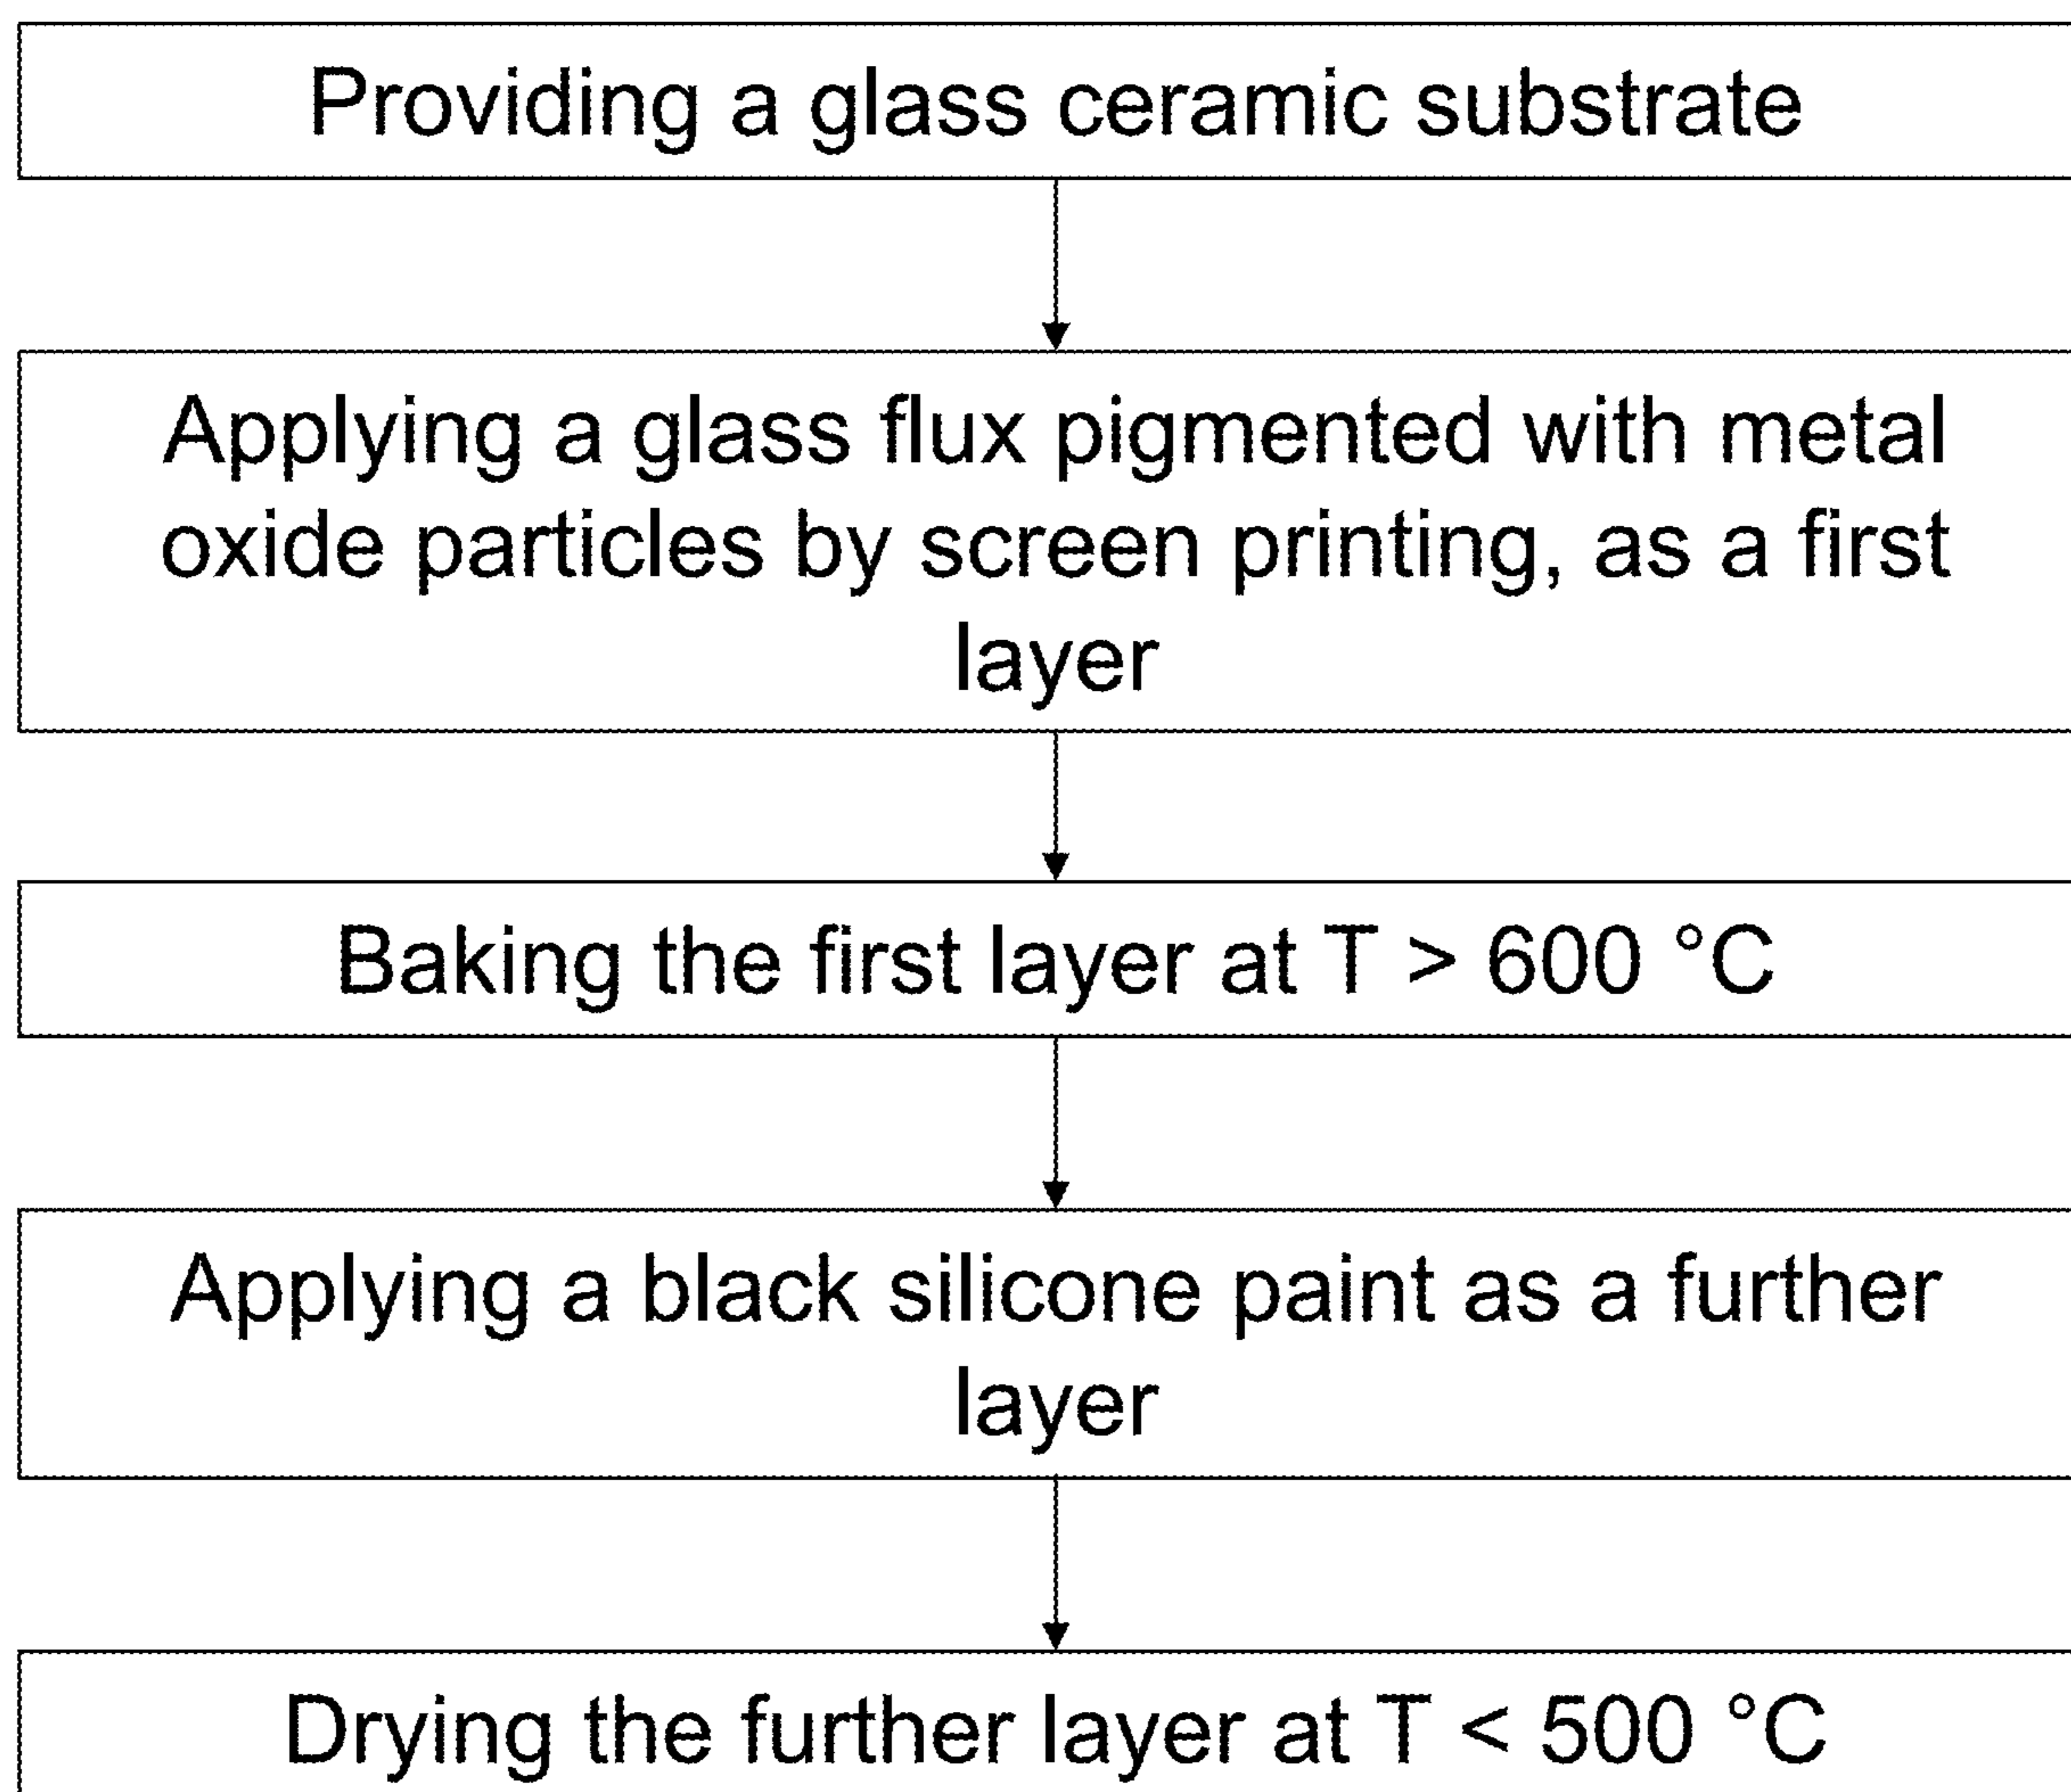 Providing a glass ceramic substrate
Applying a glass flux pigmented with metal
oxide particles by screen printing, as a first
layer
Baking the first layer at T > 600 °C
Applying a black silicone paint as a further
layer
Drying the further layer at T < 500 °C